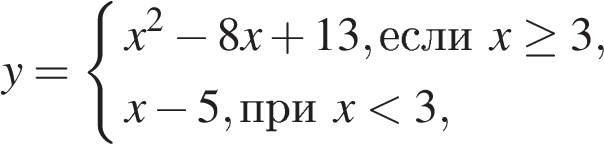 y = { x² − 8x + 13, если x ≥ 3,
x − 5, при x < 3,